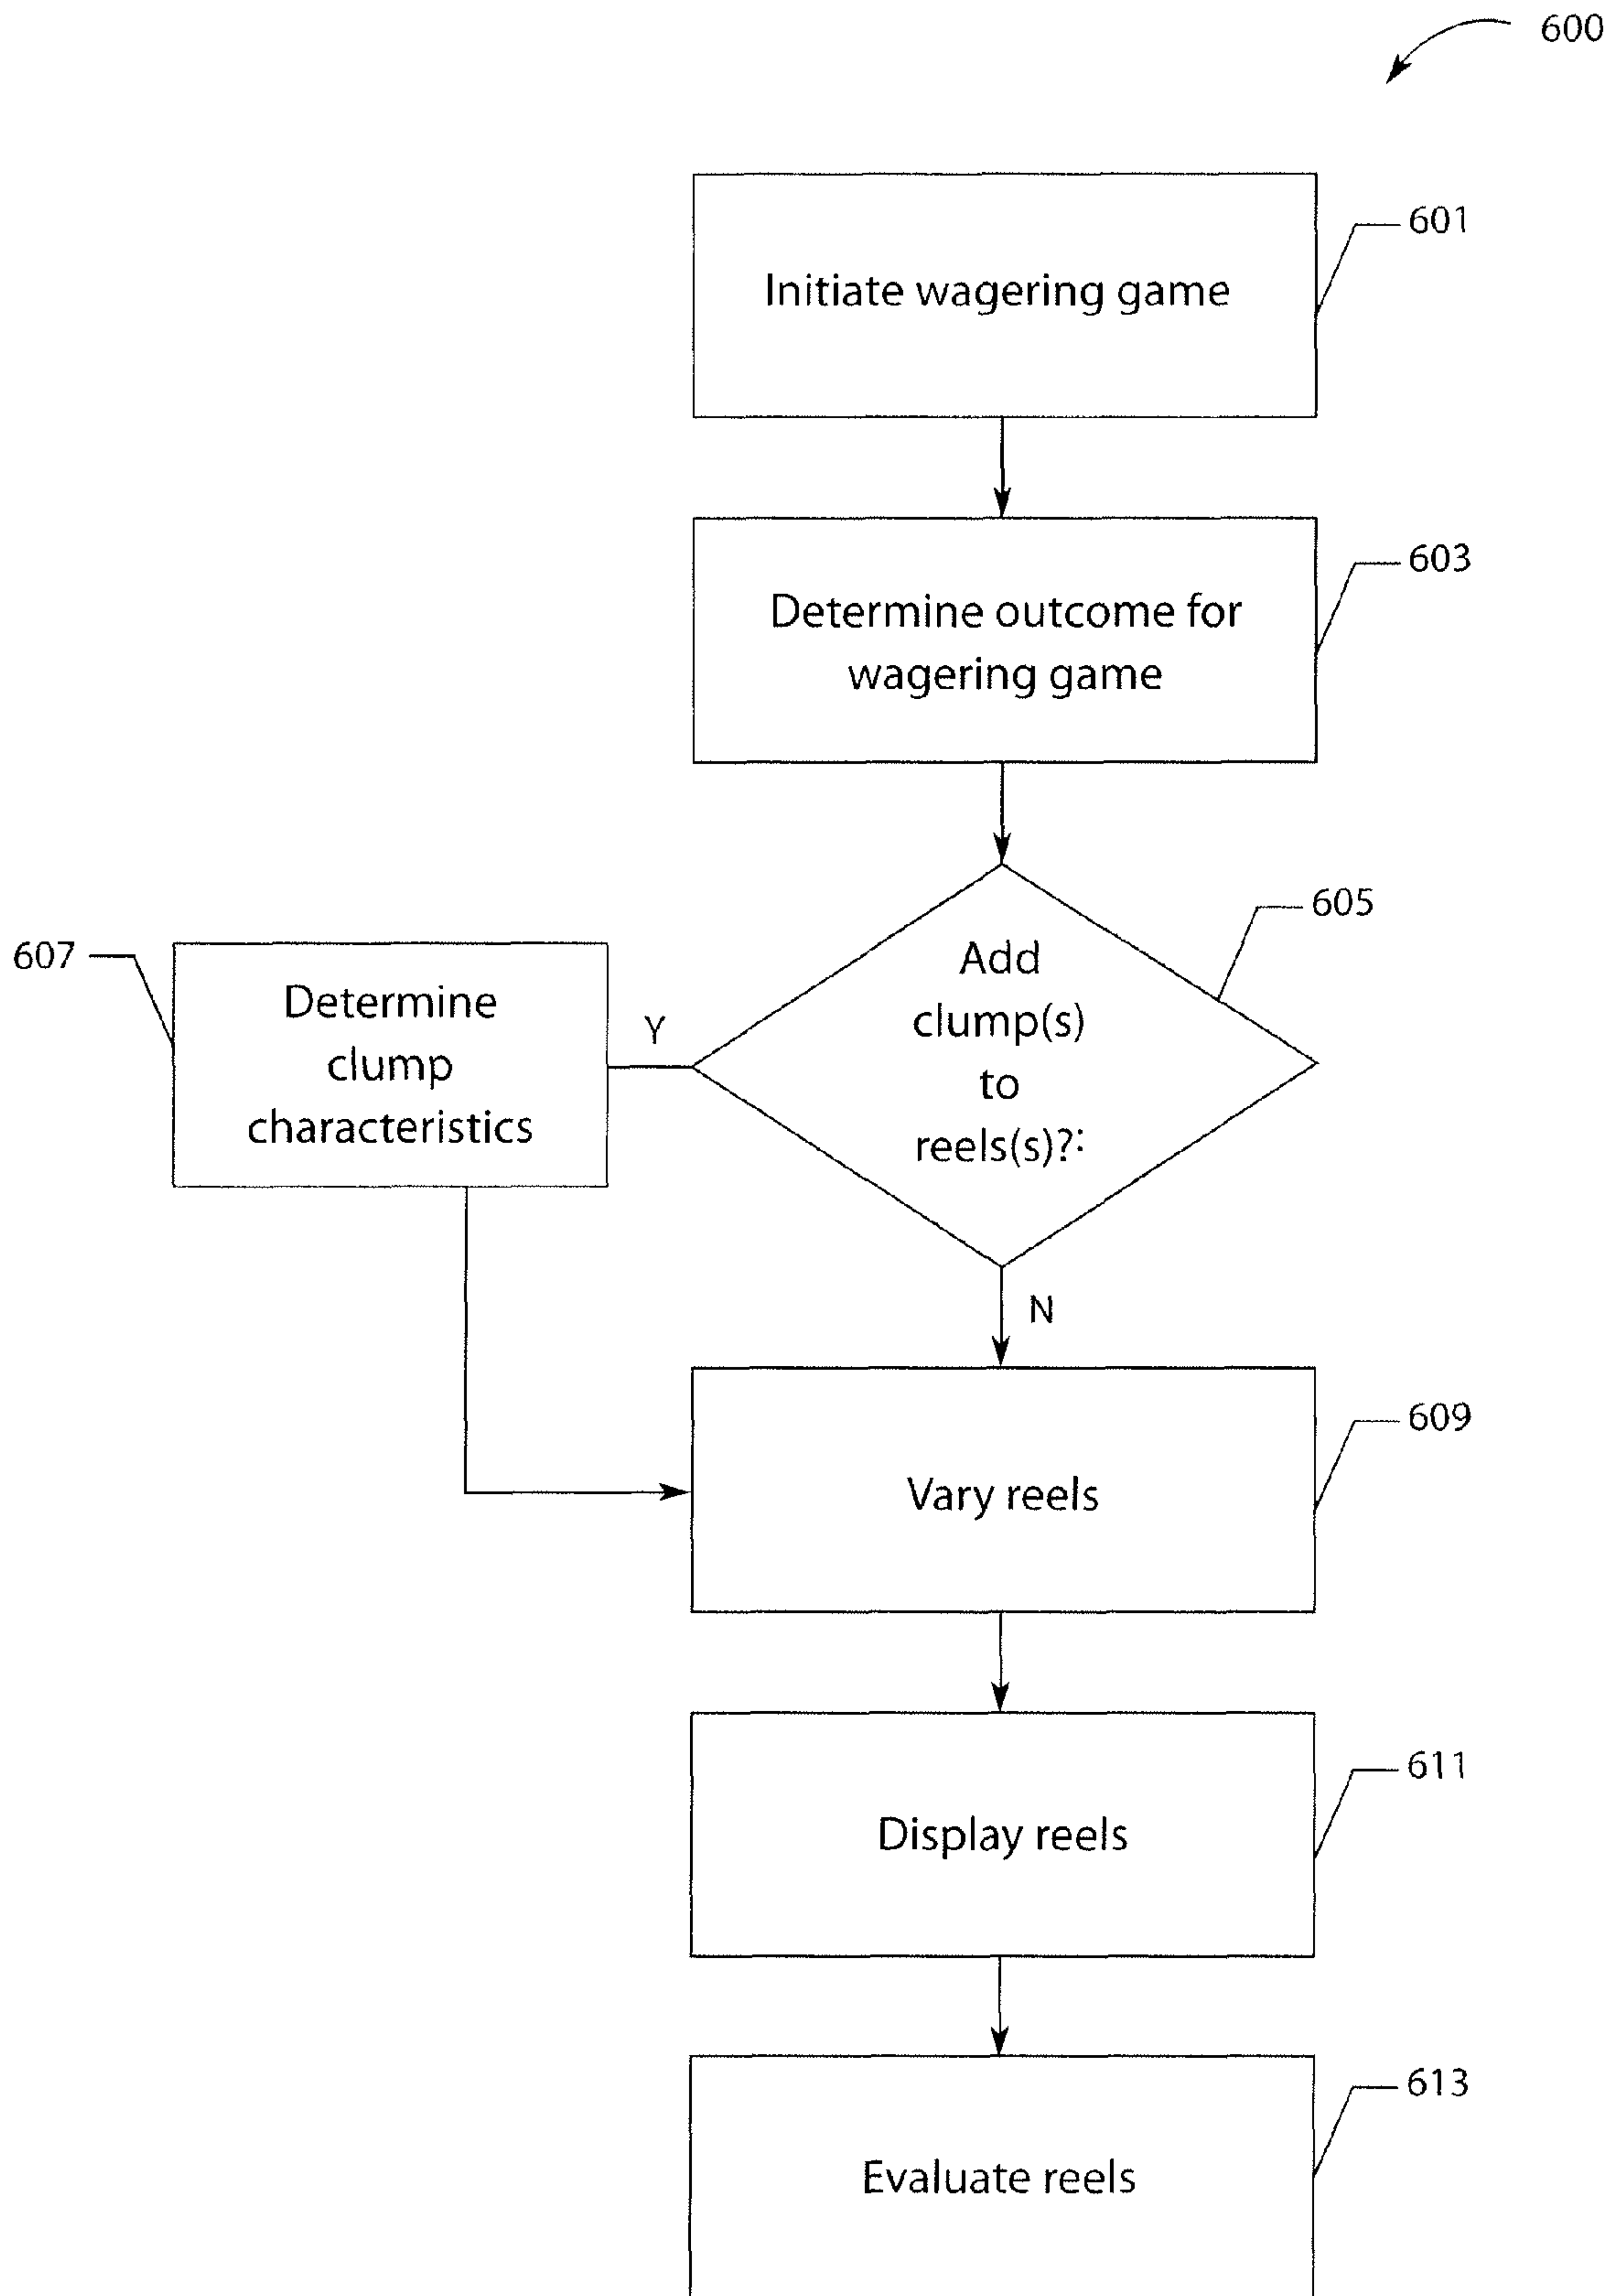 600
Initiate wagering game
601
Determine outcome for
wagering game
603
Add
clump(s)
to
reels(s)?:
605
Y
607
Determine
clump
characteristics
N
Vary reels
609
Display reels
611
Evaluate reels
613